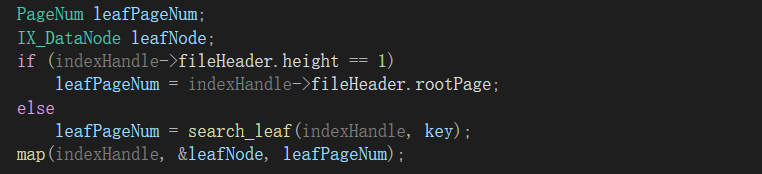 PageNum leafPageNum;
IX_DataNode leafNode;
if (indexHandle->fileHeader.height == 1)
    leafPageNum = indexHandle->fileHeader.rootPage;
else
    leafPageNum = search_leaf(indexHandle, key);
map(indexHandle, &leafNode, leafPageNum);